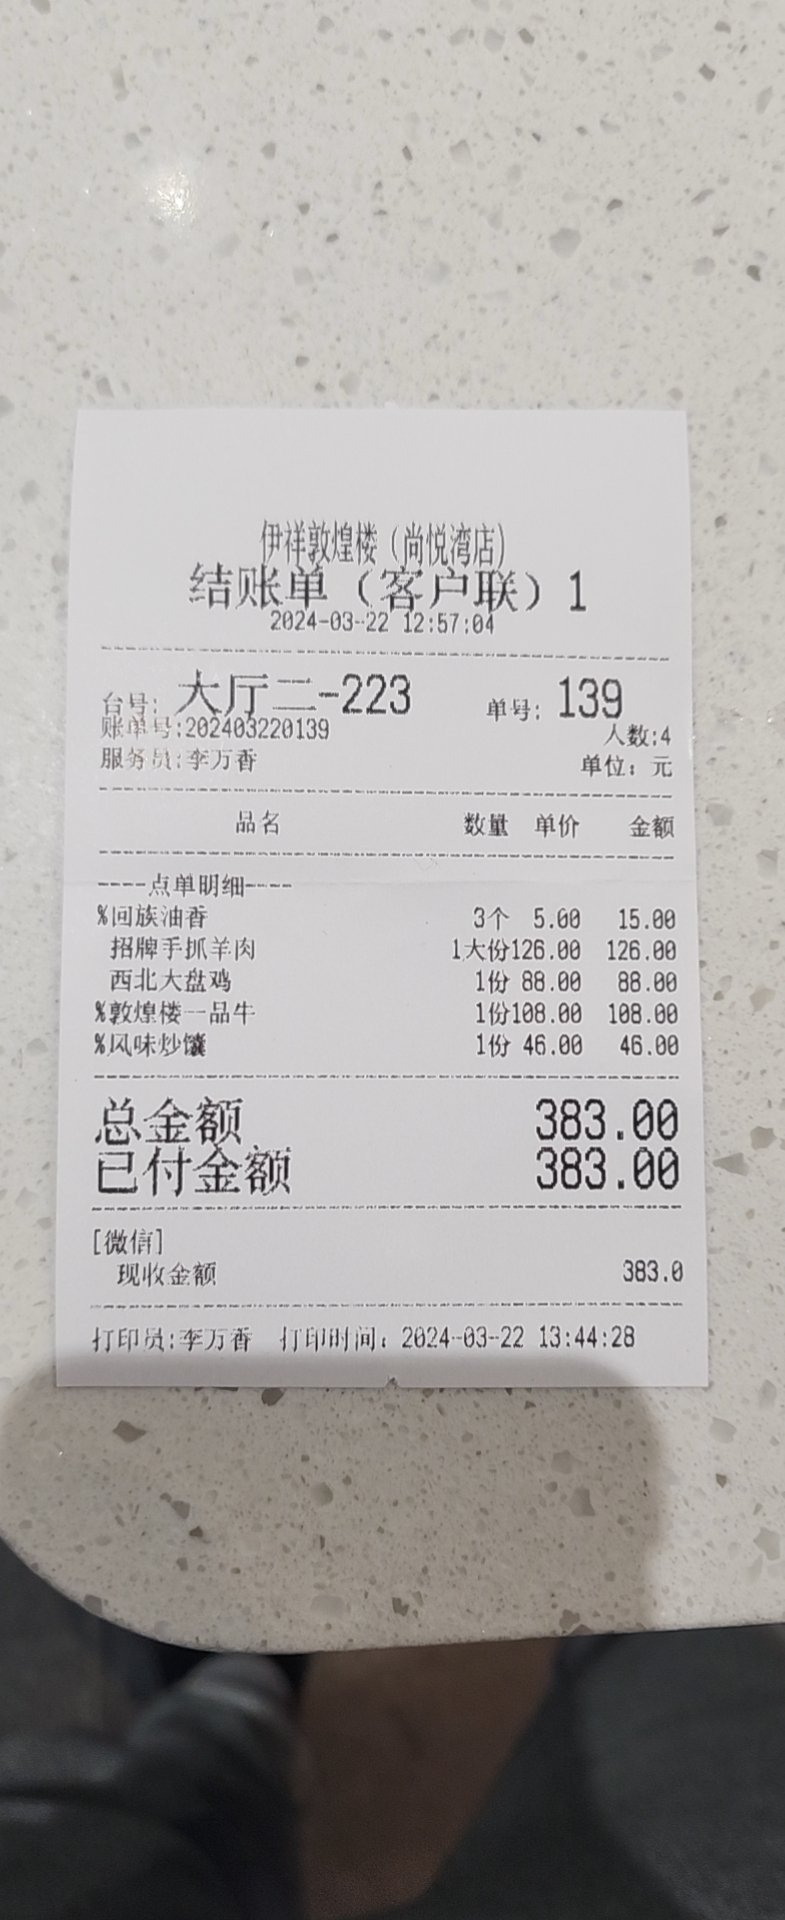 伊祥敦煌楼（尚悦湾店）
结账单（客户联）1
2024-03-22 12:57:04
台号: 大厅二-223 单号: 139
账单号:202403220139 人数:4
服务员:李万香 单位：元
品名 数量 单价 金额
----点单明细----
%回族油香 3个 5.00 15.00
招牌手抓羊肉 1大份126.00 126.00
西北大盘鸡 1份 88.00 88.00
%敦煌楼一品牛 1份108.00 108.00
%风味炒馕 1份 46.00 46.00
总金额 383.00
已付金额 383.00
[微信]
现收金额 383.0
打印员:李万香 打印时间：2024-03-22 13:44:28